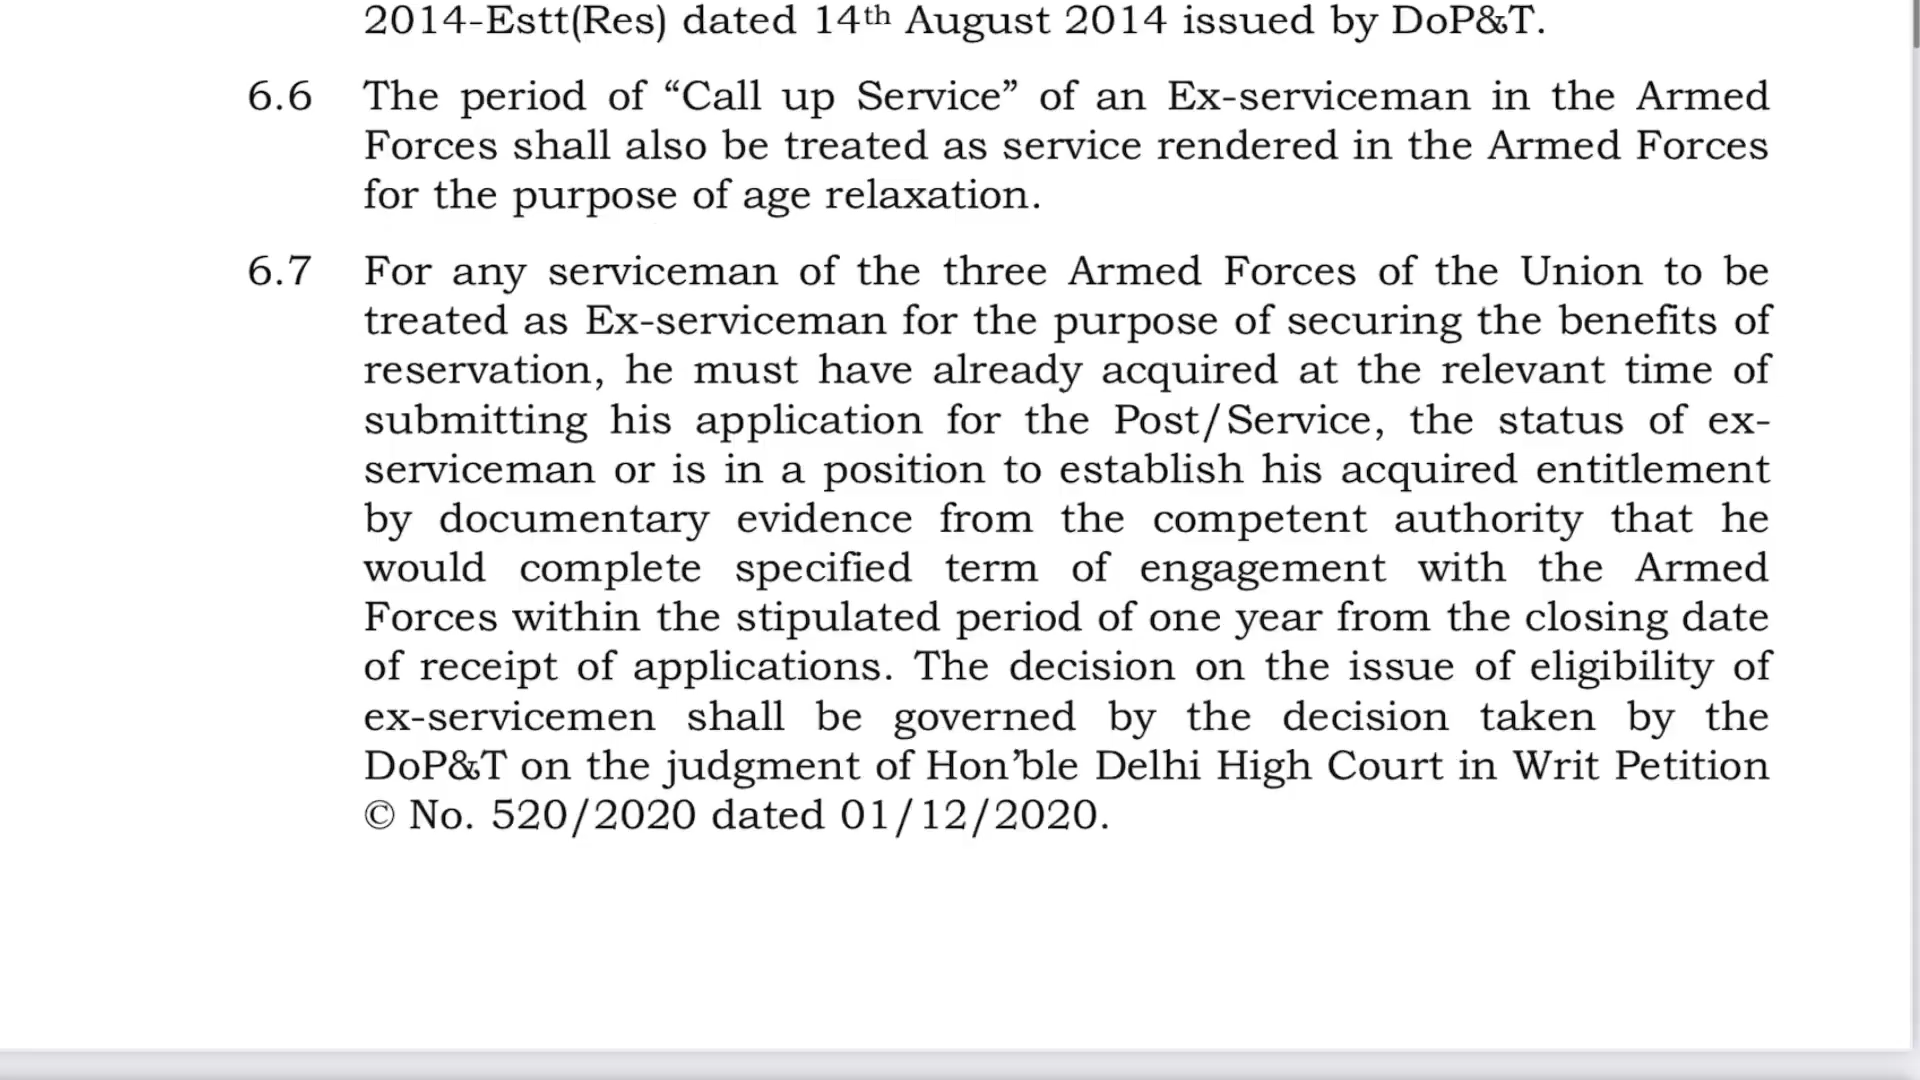 2014-Estt(Res) dated 14th August 2014 issued by DoP&T.
6.6 The period of “Call up Service” of an Ex-serviceman in the Armed
Forces shall also be treated as service rendered in the Armed Forces
for the purpose of age relaxation.
6.7 For any serviceman of the three Armed Forces of the Union to be
treated as Ex-serviceman for the purpose of securing the benefits of
reservation, he must have already acquired at the relevant time of
submitting his application for the Post/Service, the status of ex-
serviceman or is in a position to establish his acquired entitlement
by documentary evidence from the competent authority that he
would complete specified term of engagement with the Armed
Forces within the stipulated period of one year from the closing date
of receipt of applications. The decision on the issue of eligibility of
ex-servicemen shall be governed by the decision taken by the
DoP&T on the judgment of Hon’ble Delhi High Court in Writ Petition
© No. 520/2020 dated 01/12/2020.